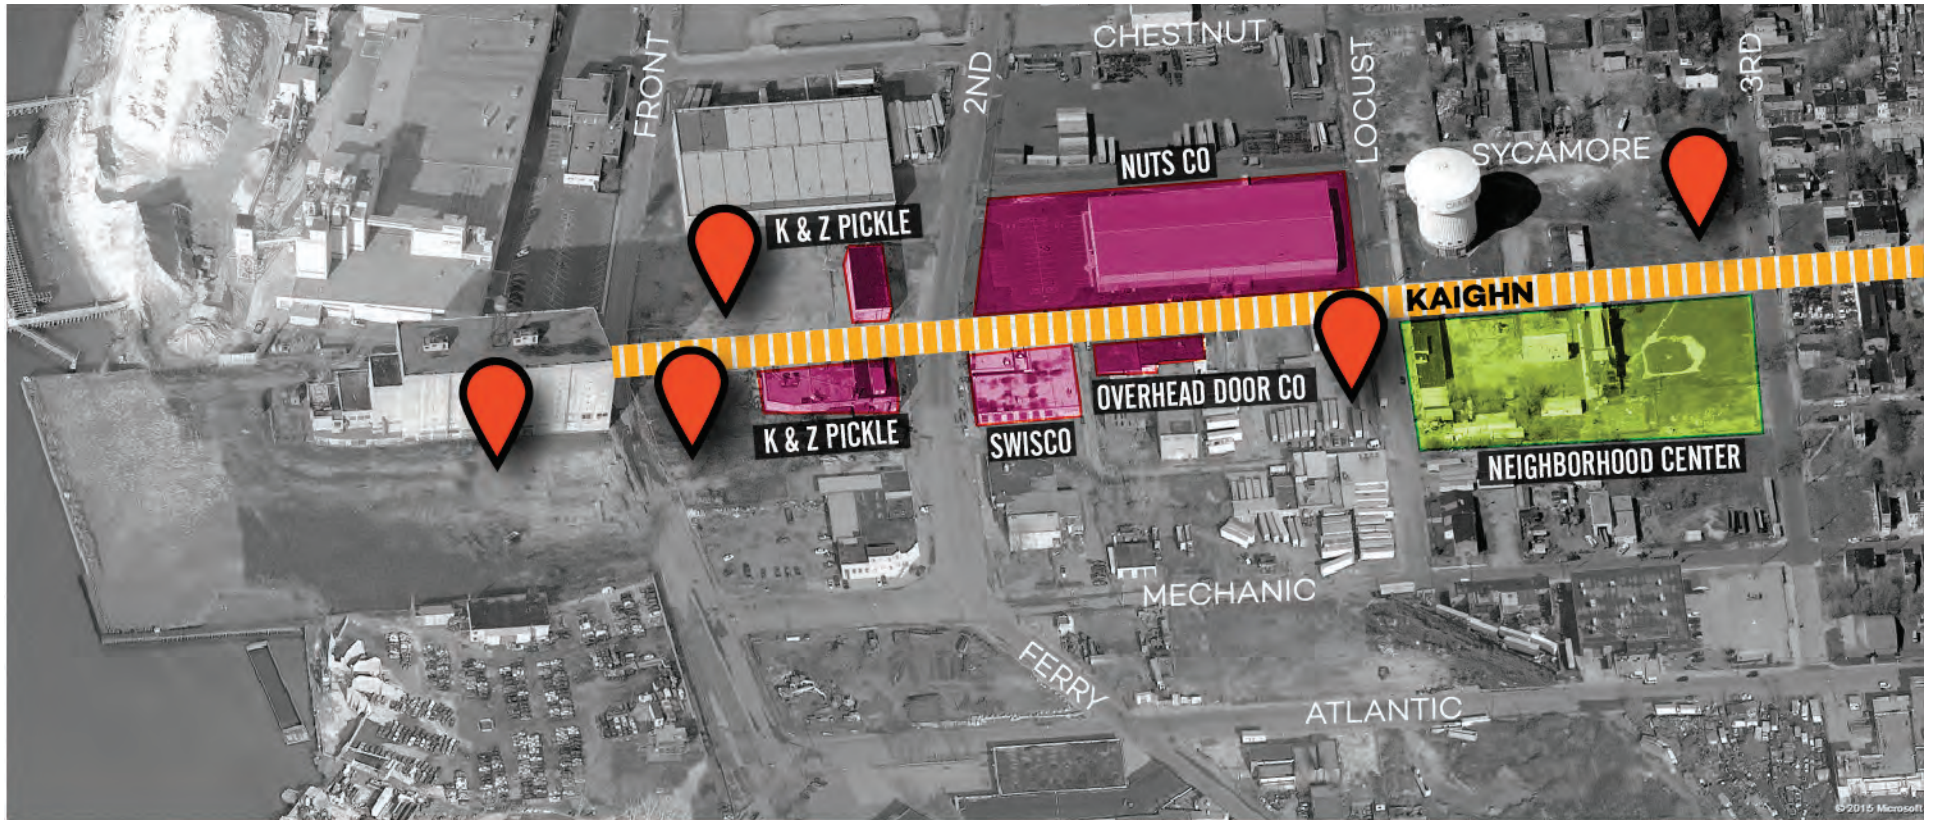 CHESTNUT
FRONT
2ND
LOCUST
3RD
NUTS CO
SYCAMORE
K & Z PICKLE
KAIGHN
OVERHEAD DOOR CO
K & Z PICKLE
SWISCO
NEIGHBORHOOD CENTER
MECHANIC
FERRY
ATLANTIC
© 2015 Microsoft